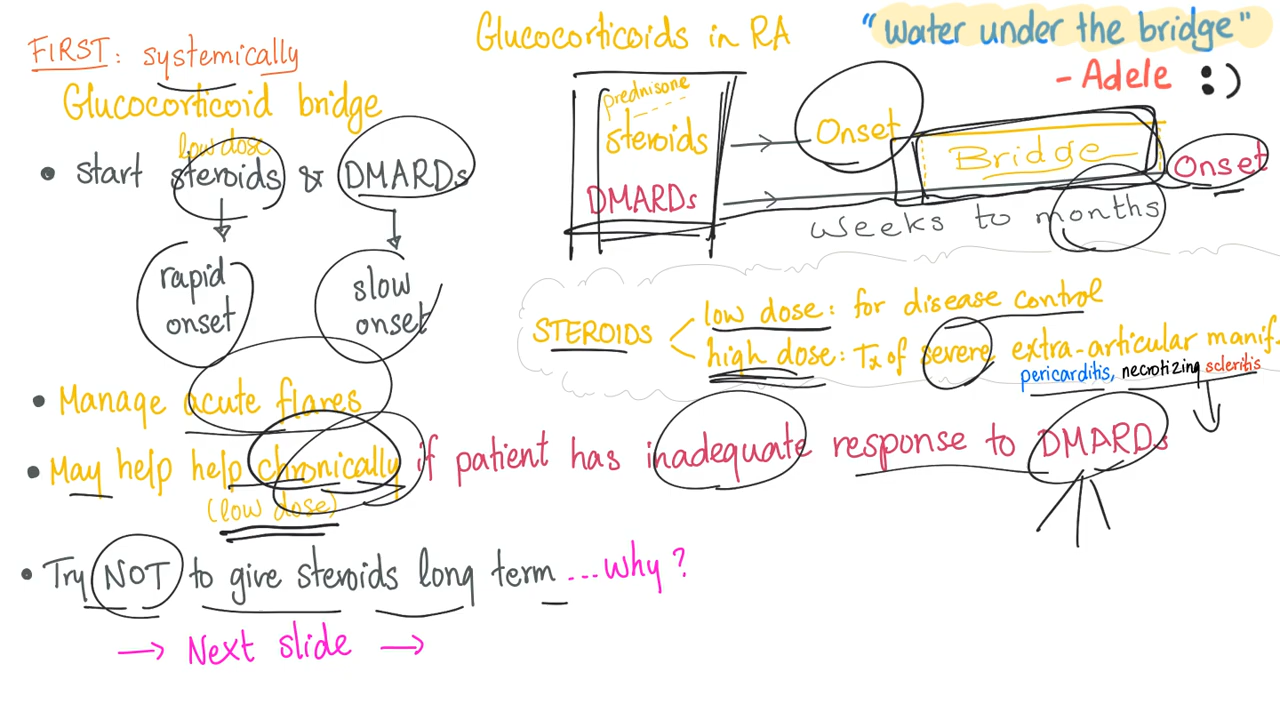 Glucocorticoids in RA
"water under the bridge"
- Adele :)
FIRST: systemically
Glucocorticoid bridge
low dose
• Start steroids & DMARDs
rapid onset
slow onset
• Manage acute flares
• May help help chronically if patient has inadequate response to DMARDs
(low dose)
• Try NOT to give steroids long term ...why?
→ Next slide →
prednisone
steroids → Onset
Bridge
DMARDs → Onset
weeks to months
STEROIDS
low dose: for disease control
high dose: Tx of severe extra-articular manif.
pericarditis, necrotizing scleritis